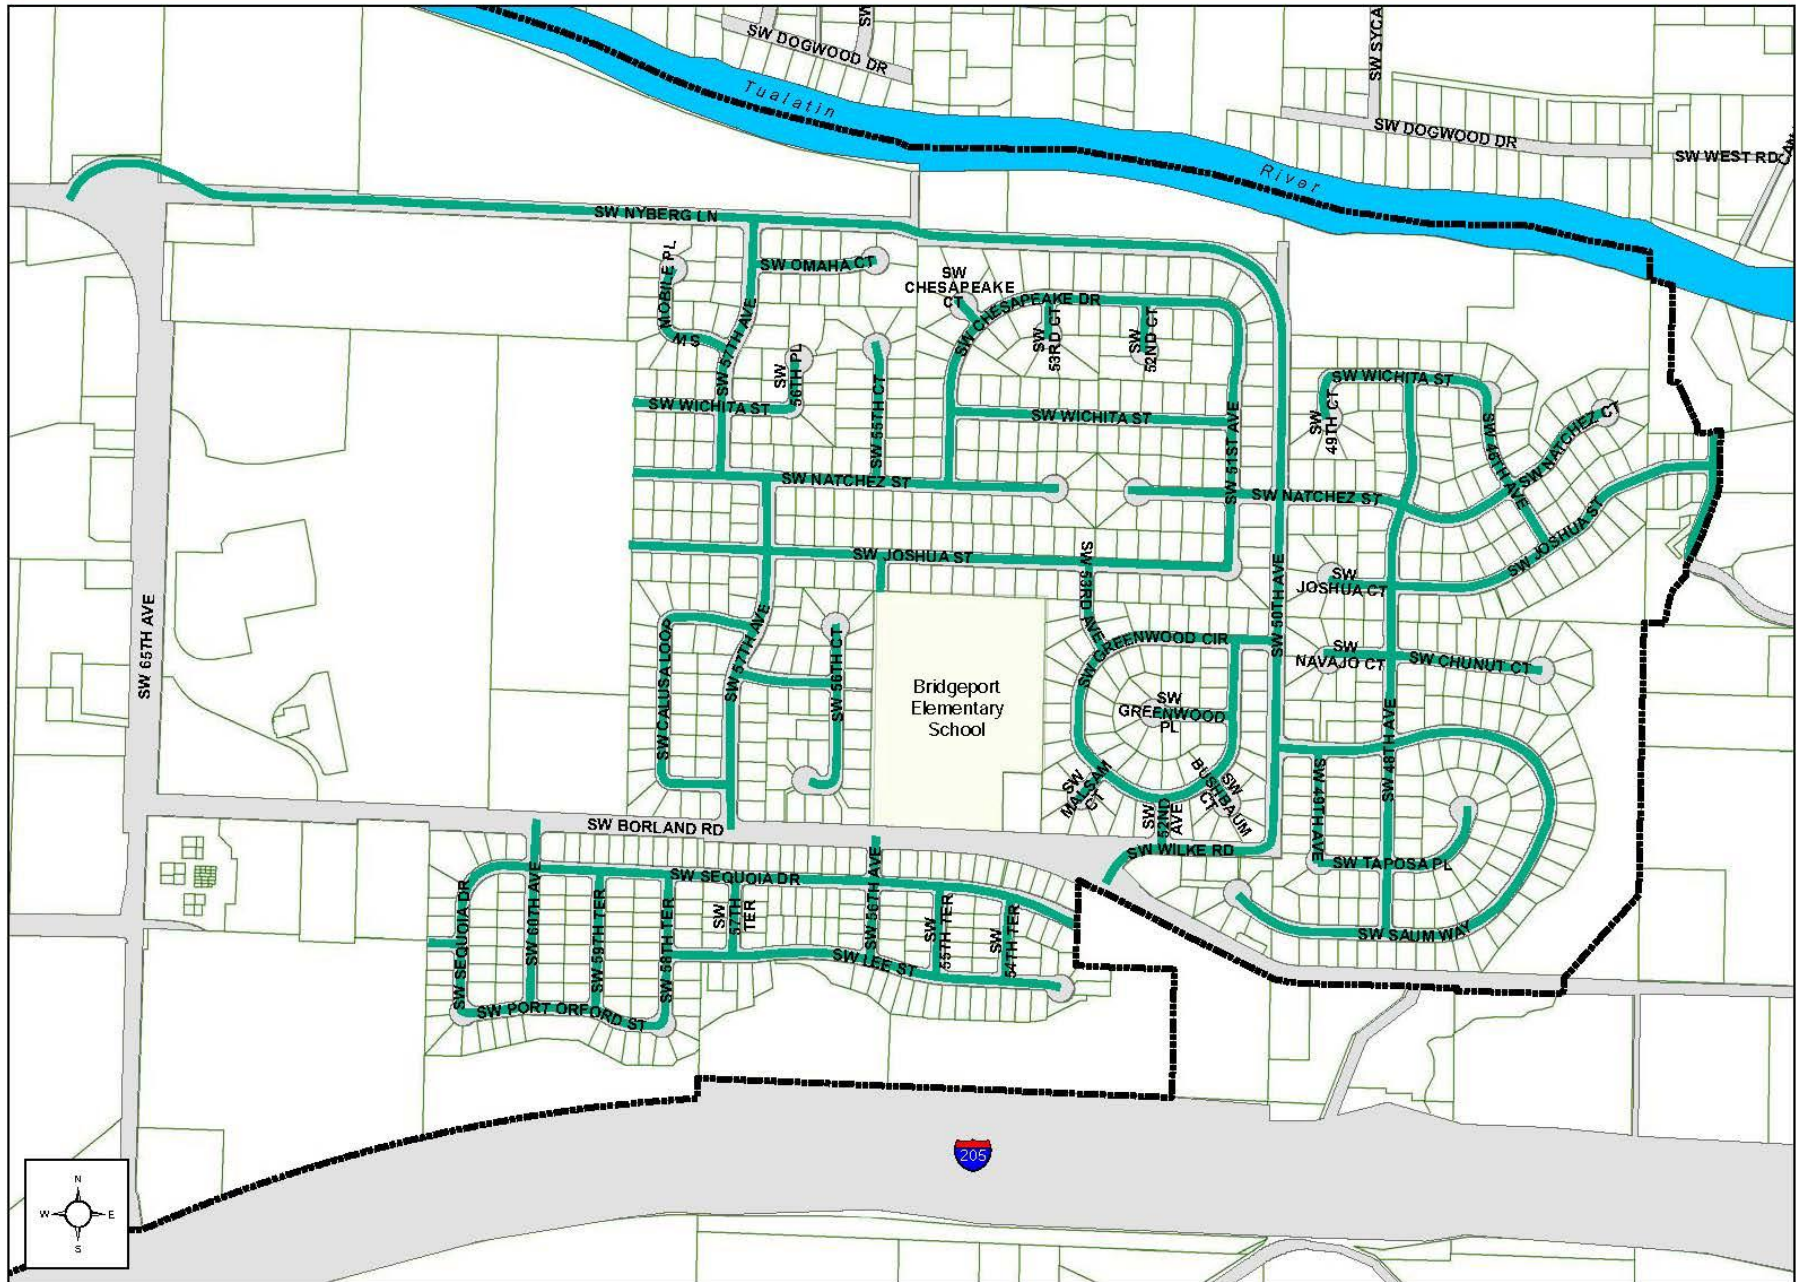 SW
SW DOGWOOD DR
SW SYCA
Tualatin
SW DOGWOOD DR
SW WEST RD
River
SW NYBERG LN
SW OMAHA CT
MOBILE PL
SW
SW
CHESAPEAKE
CT
SW CHESAPEAKE DR
SW 57TH AVE
SW
56TH PL
SW
53RD CT
SW
52ND CT
SW WICHITA ST
SW WICHITA ST
SW WICHITA ST
SW 55TH CT
SW 51ST AVE
SW
49TH CT
SW 46TH AVE
SW NATCHEZ CT
SW NATCHEZ ST
SW NATCHEZ ST
SW JOSHUA ST
SW JOSHUA ST
SW 53RD AVE
SW 50TH AVE
SW
JOSHUA CT
SW 65TH AVE
SW CALUSA LOOP
SW 57TH AVE
SW 56TH CT
SW GREENWOOD CIR
SW
NAVAJO CT
SW CHUNUT CT
Bridgeport
Elementary
School
SW
GREENWOOD
PL
SW 48TH AVE
SW
MALSAM
CT
SW
52ND
AVE
SW
BUSHBAUM
CT
SW 49TH AVE
SW BORLAND RD
SW WILKE RD
SW TAPOSA PL
SW SEQUOIA DR
SW SEQUOIA DR
SW 60TH AVE
SW 59TH TER
SW 58TH TER
SW
57TH
TER
SW 56TH AVE
SW
55TH TER
SW
54TH TER
SW SAUM WAY
SW LEE ST
SW PORT ORFORD ST
205
N
W E
S